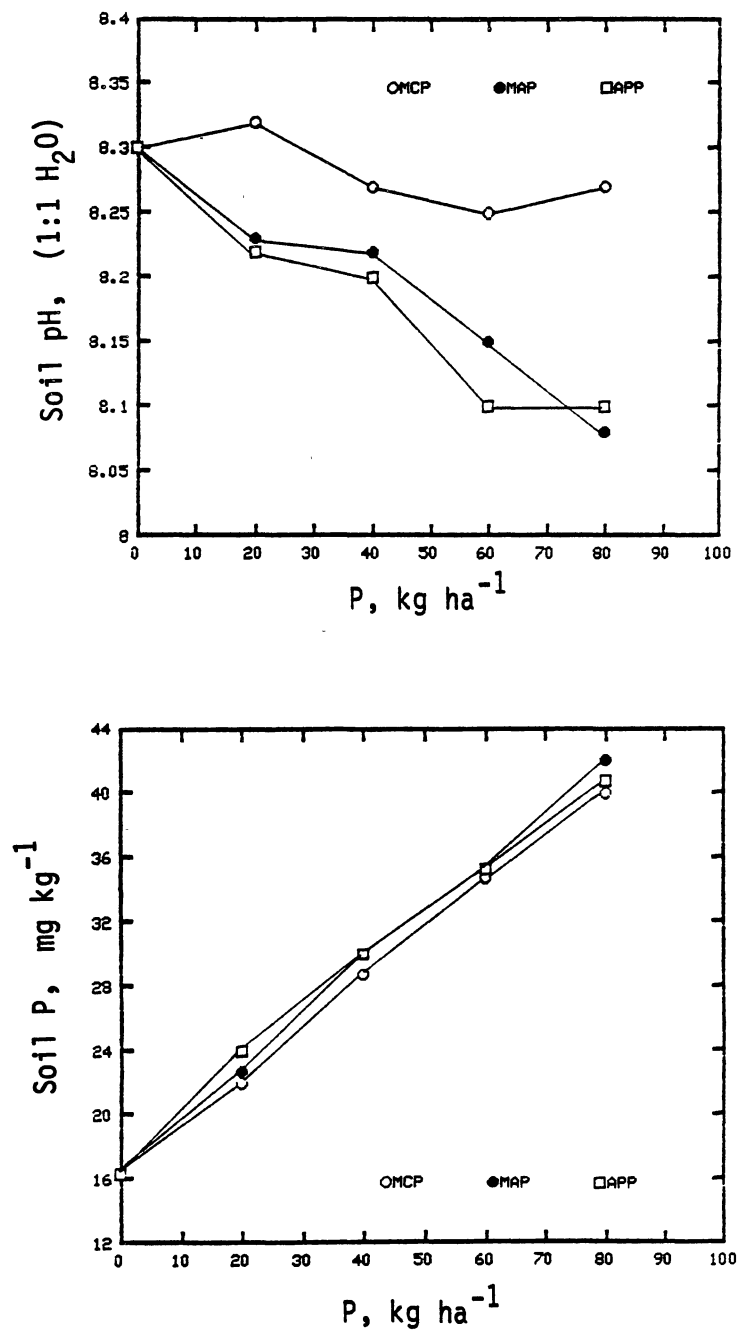 8.4
8.35
8.3
8.25
8.2
8.15
8.1
8.05
8
Soil pH, (1:1 H₂O)
○MCP ●MAP □APP
0 10 20 30 40 50 60 70 80 90 100
P, kg ha⁻¹
44
40
36
32
28
24
20
16
12
Soil P, mg kg⁻¹
○MCP ●MAP □APP
0 10 20 30 40 50 60 70 80 90 100
P, kg ha⁻¹